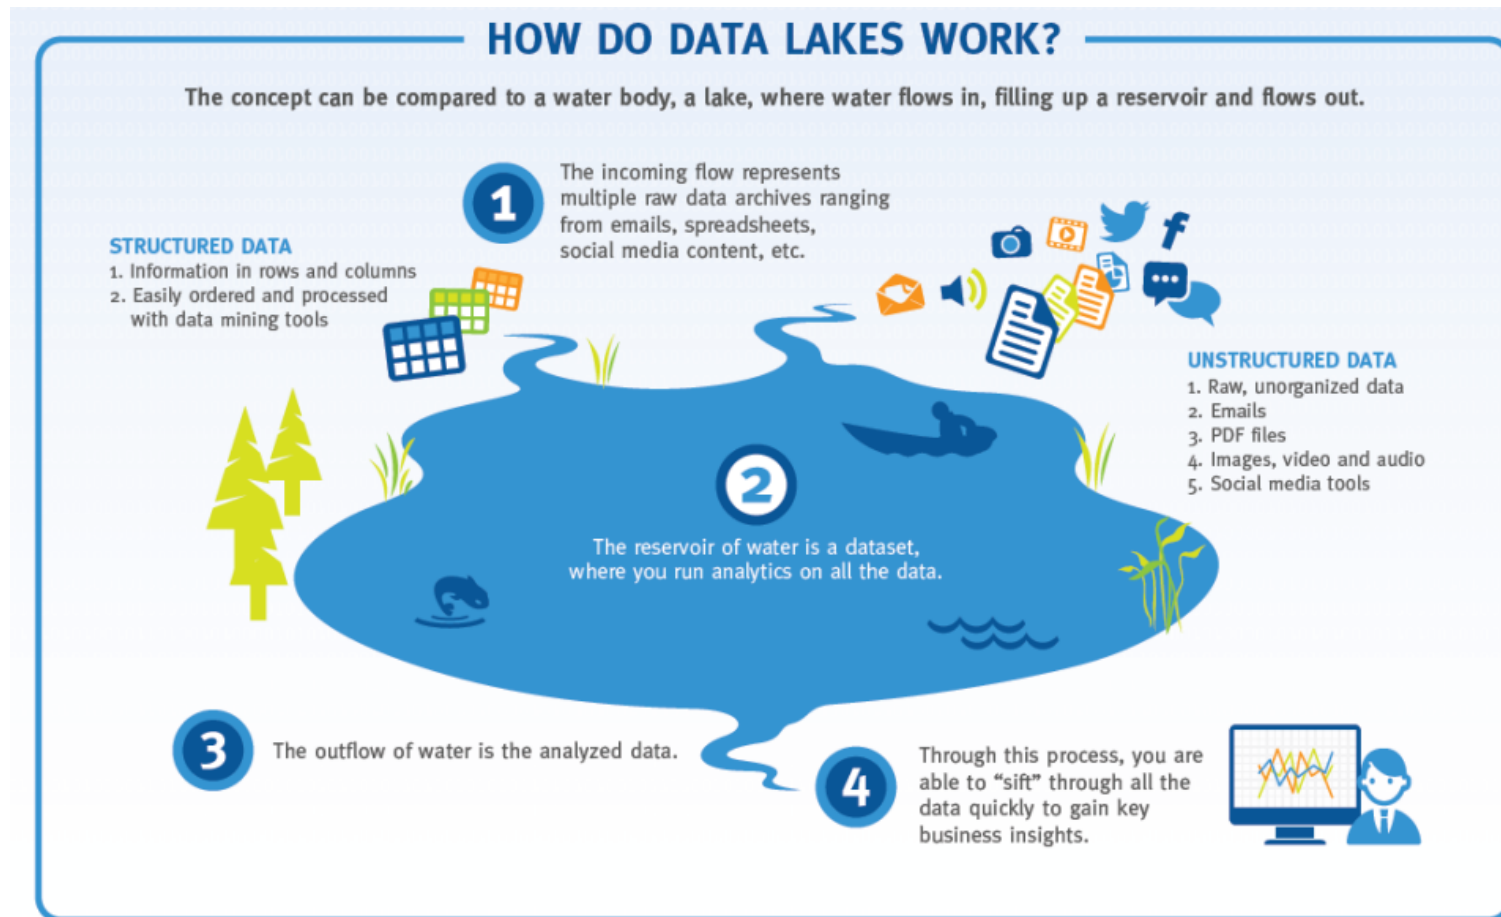 HOW DO DATA LAKES WORK?
The concept can be compared to a water body, a lake, where water flows in, filling up a reservoir and flows out.
1
The incoming flow represents
multiple raw data archives ranging
from emails, spreadsheets,
social media content, etc.
STRUCTURED DATA
1. Information in rows and columns
2. Easily ordered and processed
with data mining tools
UNSTRUCTURED DATA
1. Raw, unorganized data
2. Emails
3. PDF files
4. Images, video and audio
5. Social media tools
2
The reservoir of water is a dataset,
where you run analytics on all the data.
3
The outflow of water is the analyzed data.
4
Through this process, you are
able to “sift” through all the
data quickly to gain key
business insights.